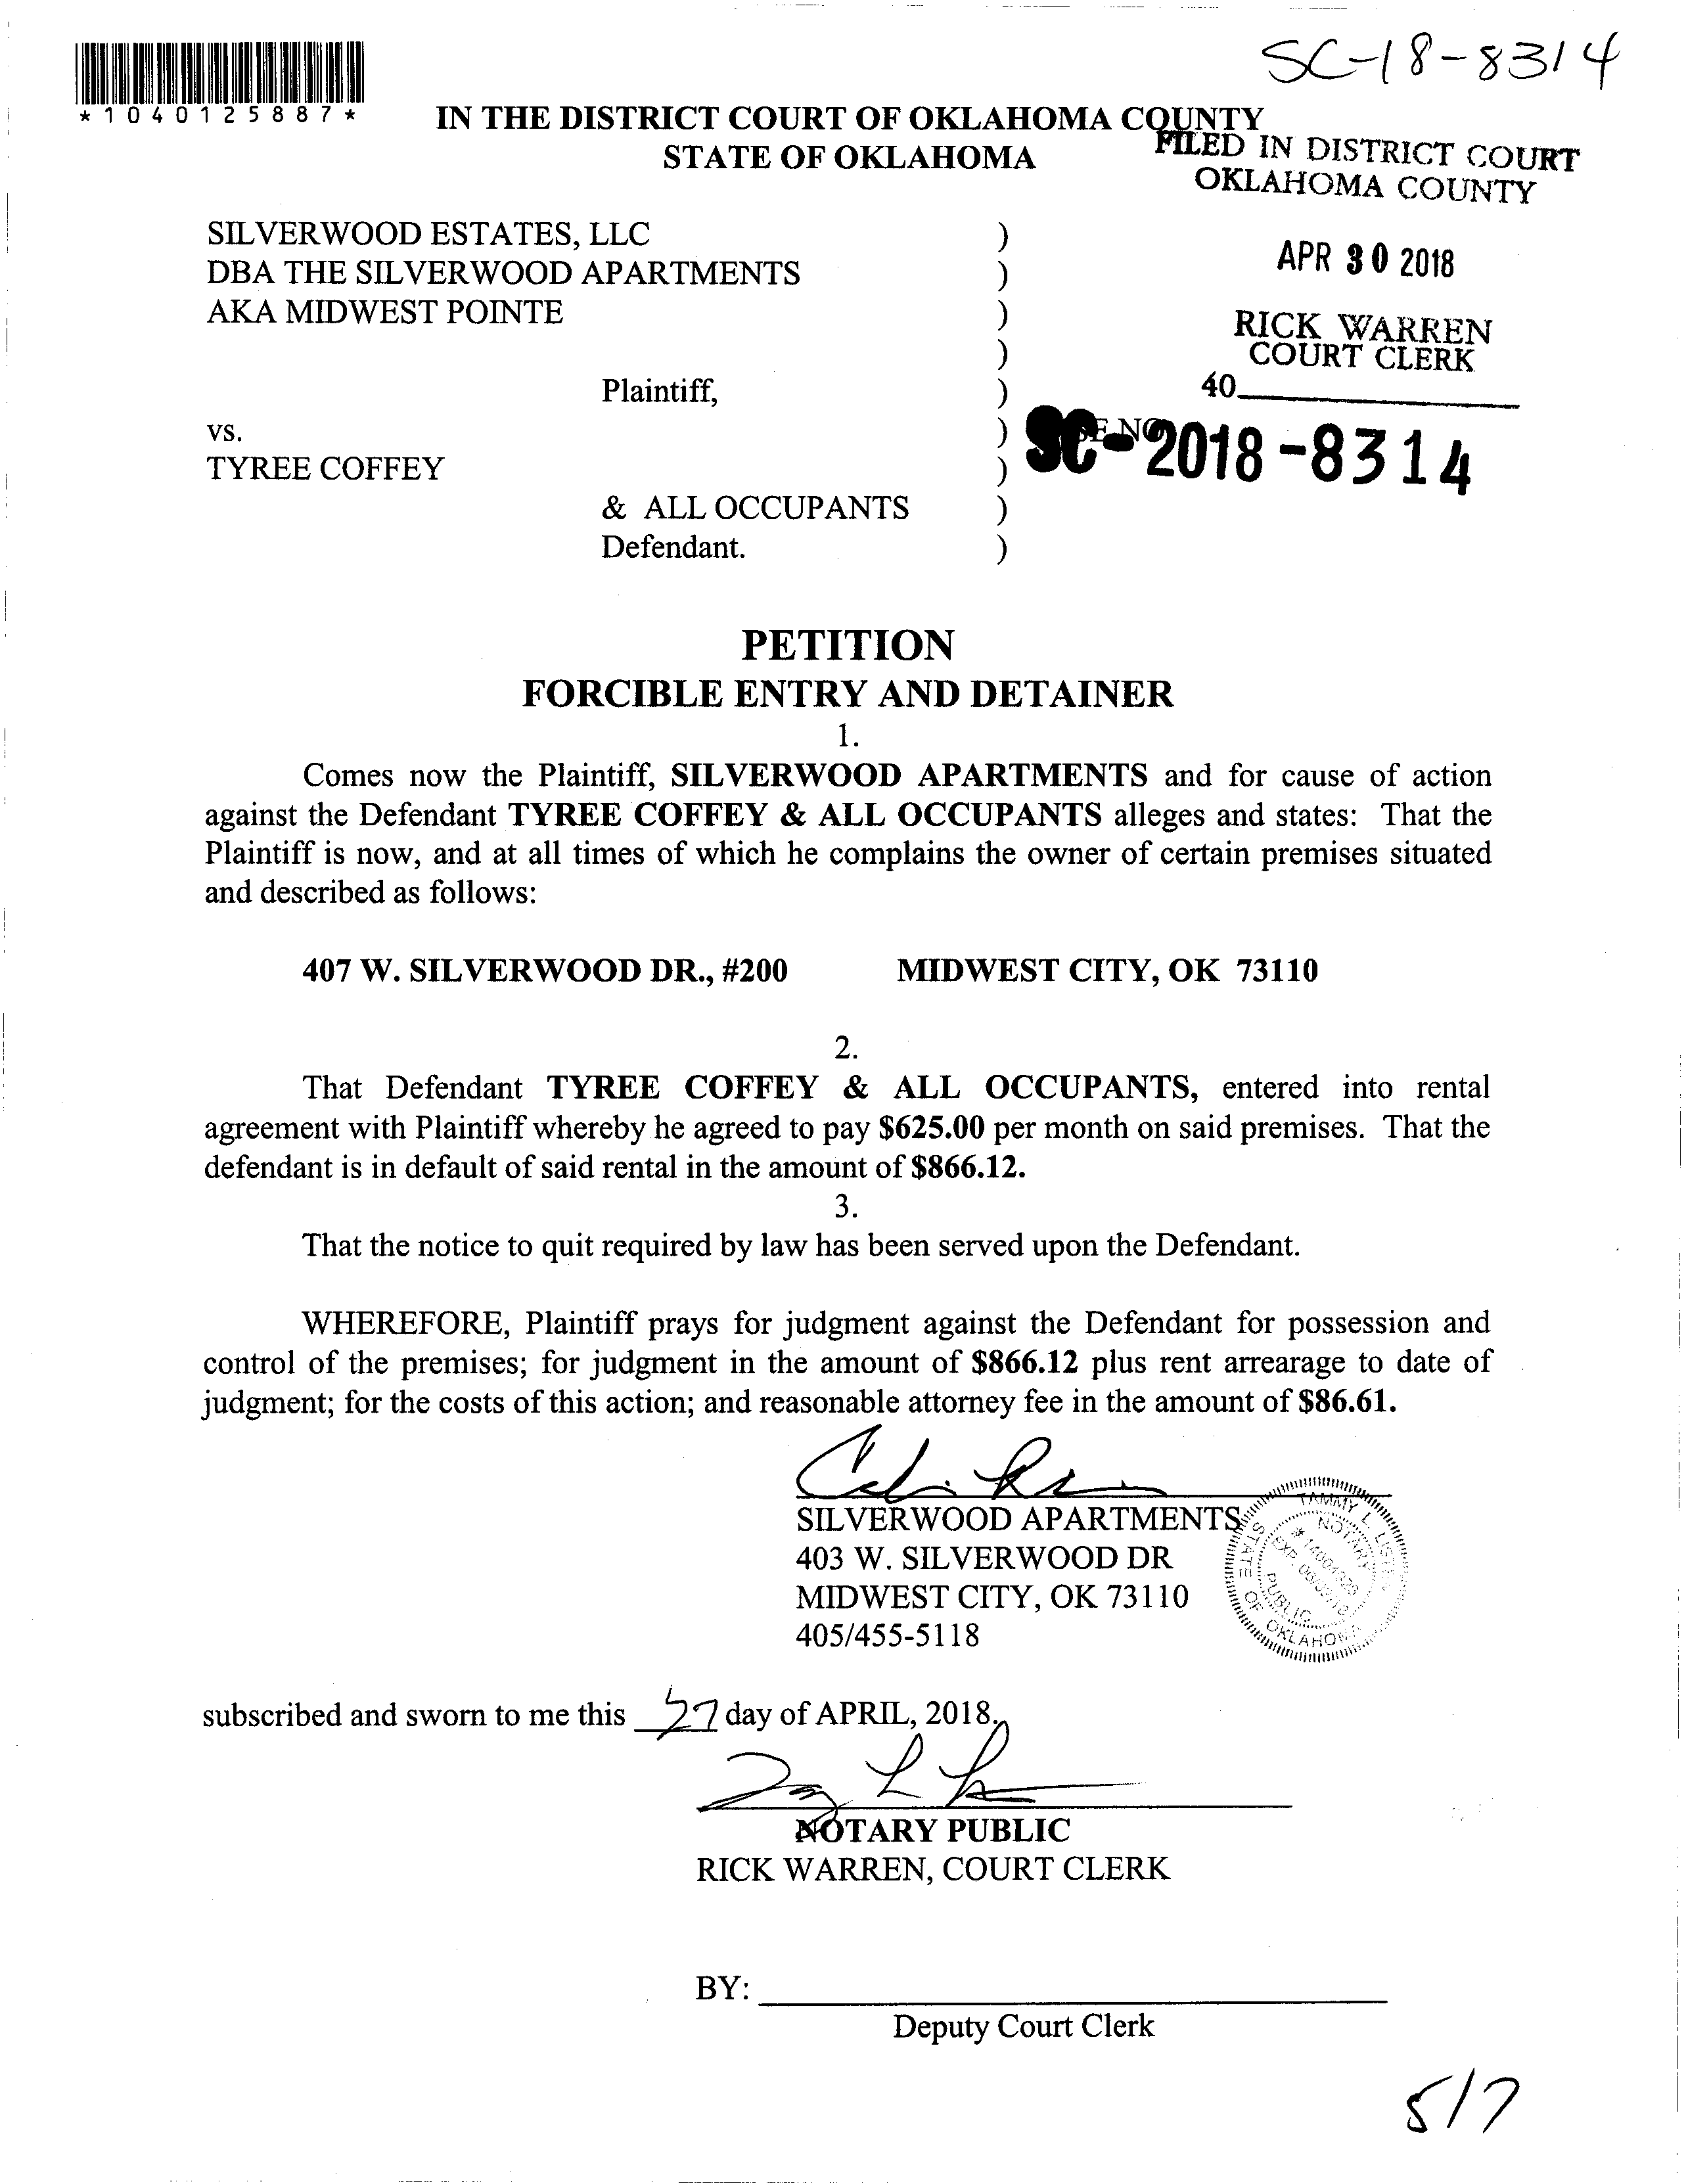 SC-18-8314
*10401258 87*
IN THE DISTRICT COURT OF OKLAHOMA COUNTY
STATE OF OKLAHOMA
FILED IN DISTRICT COURT
OKLAHOMA COUNTY
SILVERWOOD ESTATES, LLC )
DBA THE SILVERWOOD APARTMENTS )
AKA MIDWEST POINTE )
)
APR 30 2018
RICK WARREN
COURT CLERK
40
Plaintiff, )
vs. )
TYREE COFFEY )
SC-2018-8314
& ALL OCCUPANTS )
Defendant. )
PETITION
FORCIBLE ENTRY AND DETAINER
1.
Comes now the Plaintiff, SILVERWOOD APARTMENTS and for cause of action
against the Defendant TYREE COFFEY & ALL OCCUPANTS alleges and states: That the
Plaintiff is now, and at all times of which he complains the owner of certain premises situated
and described as follows:
407 W. SILVERWOOD DR., #200 MIDWEST CITY, OK 73110
2.
That Defendant TYREE COFFEY & ALL OCCUPANTS, entered into rental
agreement with Plaintiff whereby he agreed to pay $625.00 per month on said premises. That the
defendant is in default of said rental in the amount of $866.12.
3.
That the notice to quit required by law has been served upon the Defendant.
WHEREFORE, Plaintiff prays for judgment against the Defendant for possession and
control of the premises; for judgment in the amount of $866.12 plus rent arrearage to date of
judgment; for the costs of this action; and reasonable attorney fee in the amount of $86.61.
SILVERWOOD APARTMENTS
403 W. SILVERWOOD DR
MIDWEST CITY, OK 73110
405/455-5118
TAMMY L.
NOTARY
PUBLIC
STATE OF OKLAHOMA
subscribed and sworn to me this 27 day of APRIL, 2018.
NOTARY PUBLIC
RICK WARREN, COURT CLERK
BY:
Deputy Court Clerk
5/7